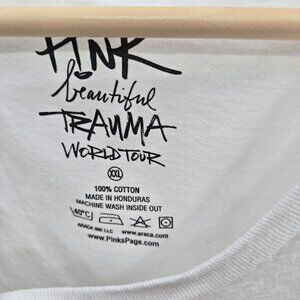 P!NK
beautiful
TRAUMA
WORLD TOUR
XXL
100% COTTON
MADE IN HONDURAS
MACHINE WASH INSIDE OUT
40°C
ARACA INK, LLC www.araca.com
www.PinksPage.com